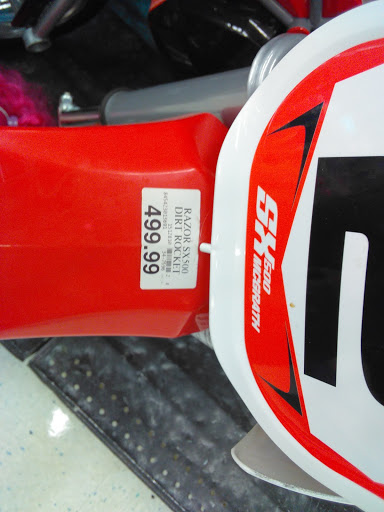 RAZOR SX500
DIRT ROCKET
499.99
SX500
MCGRATH